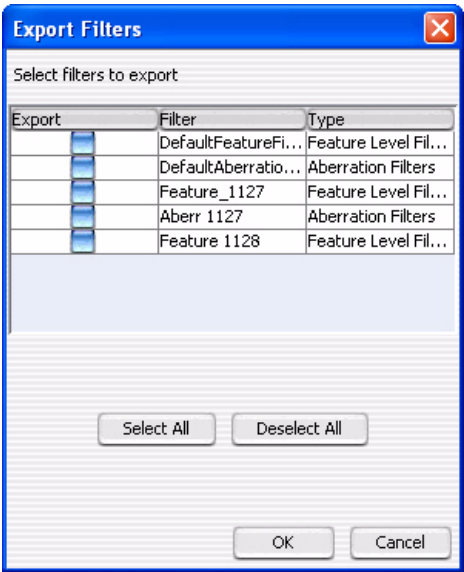 Export Filters
Select filters to export
Export Filter Type
DefaultFeatureFi... Feature Level Fil...
DefaultAberratio... Aberration Filters
Feature_1127 Feature Level Fil...
Aberr 1127 Aberration Filters
Feature 1128 Feature Level Fil...
Select All Deselect All
OK Cancel